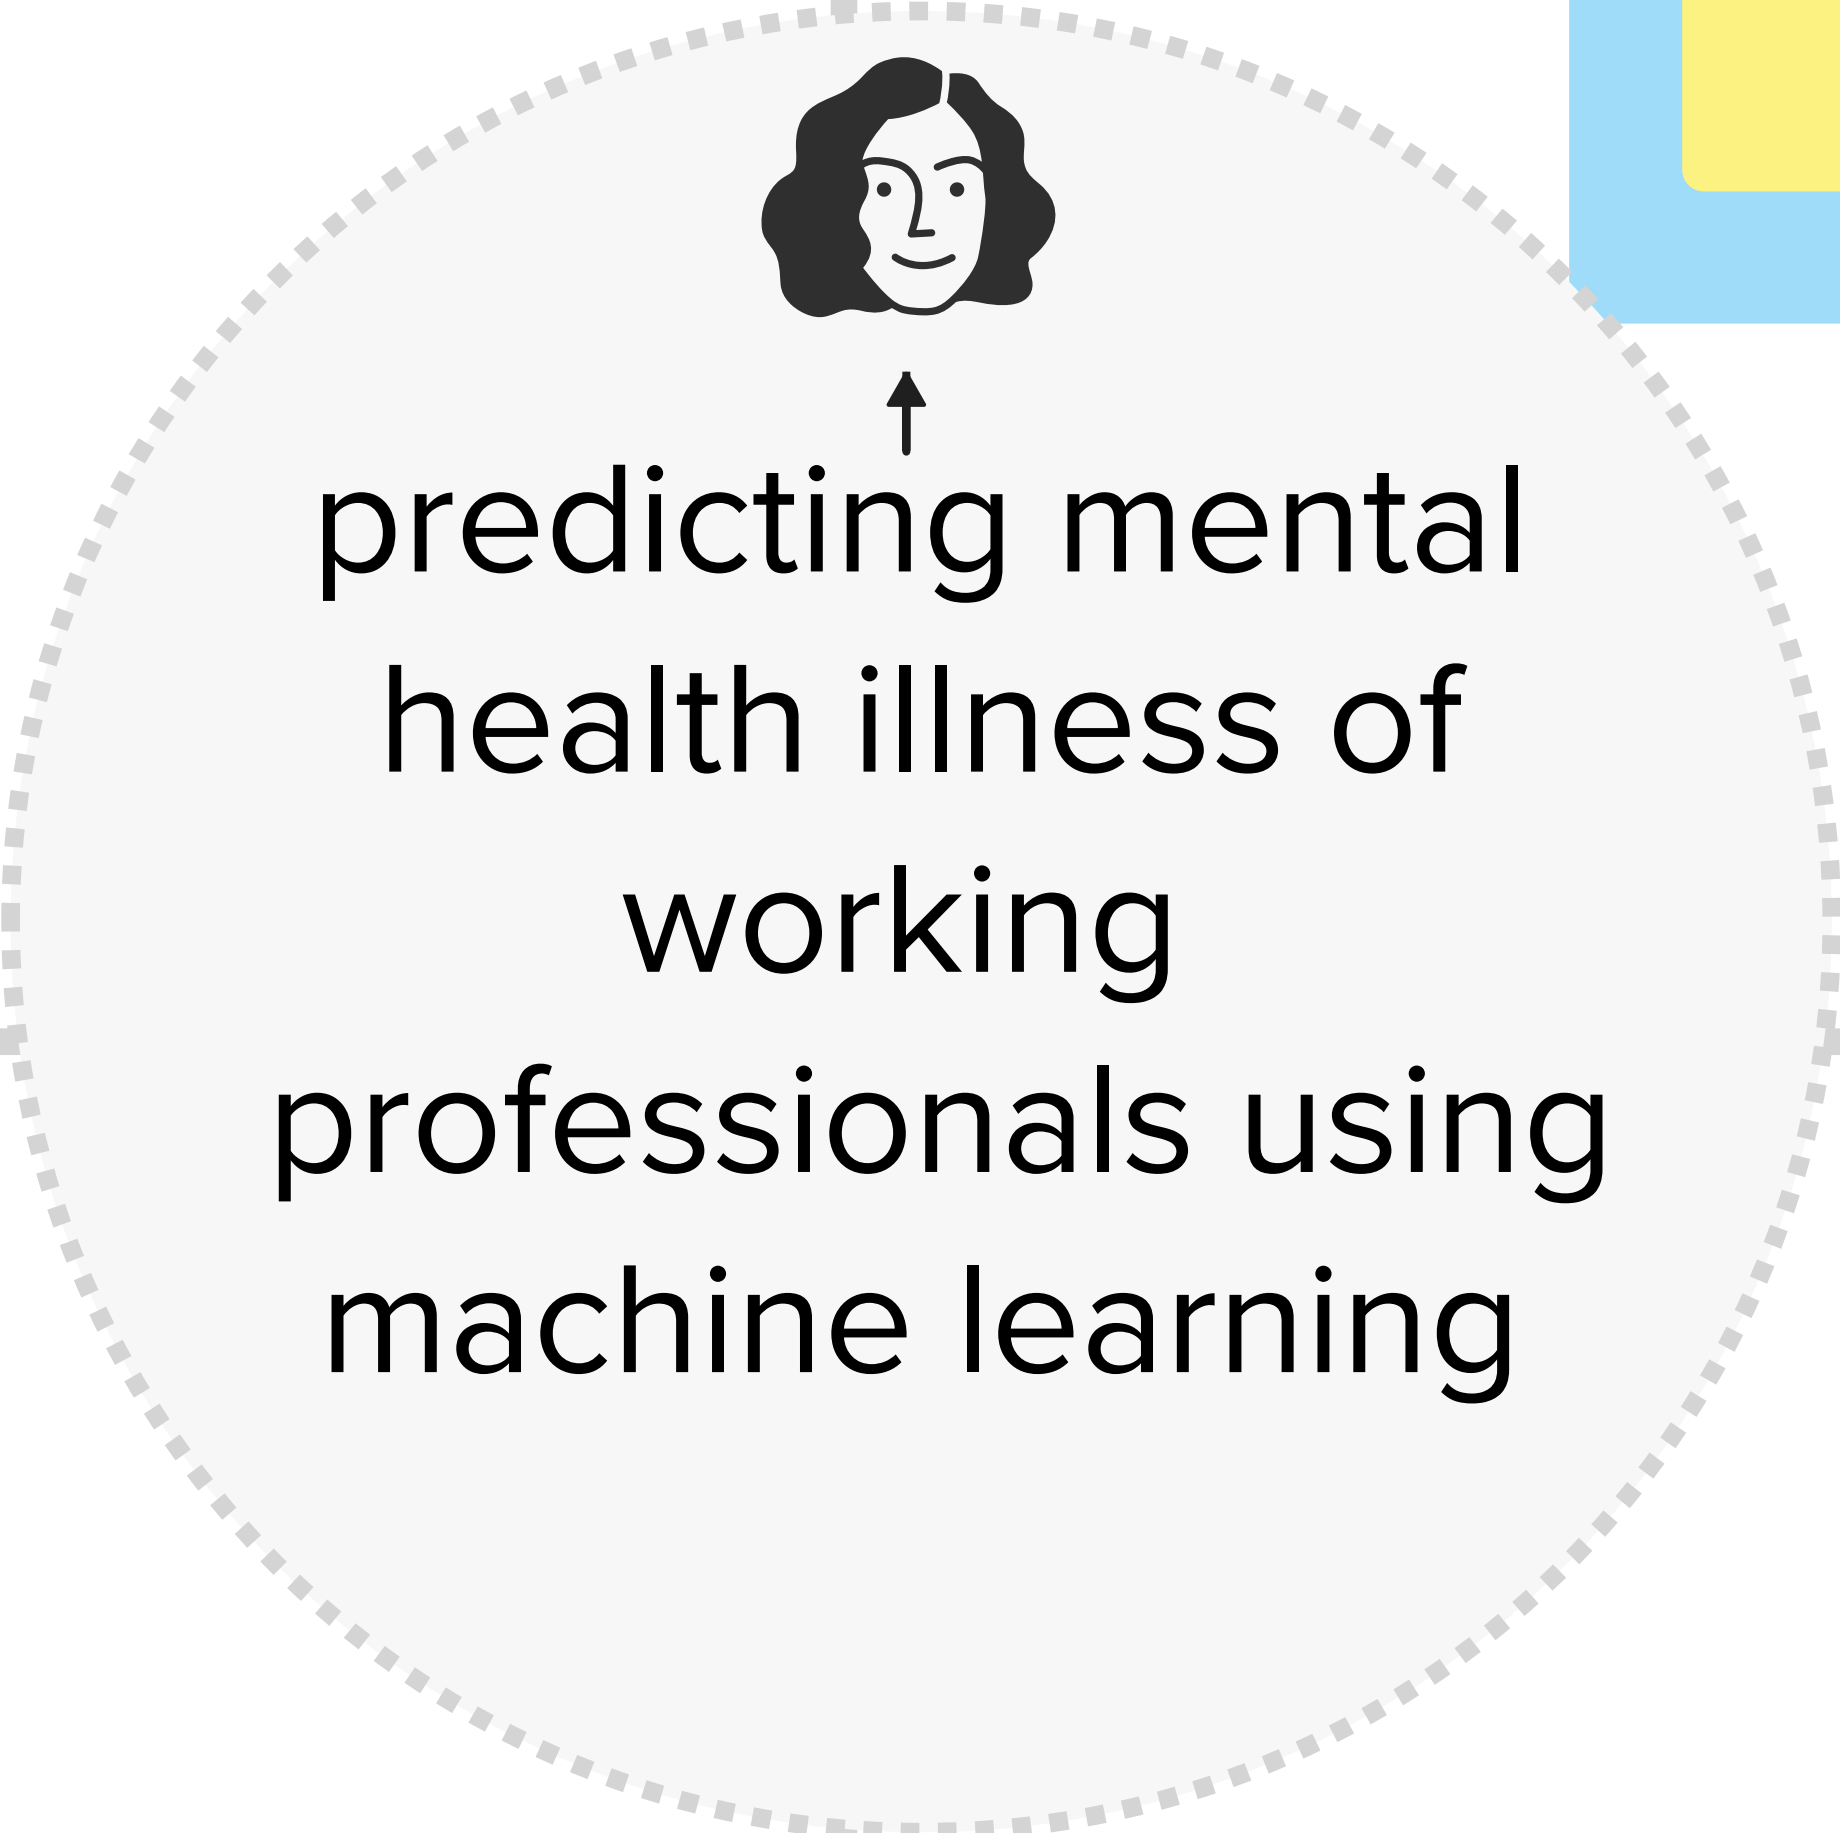 predicting mental
health illness of
working
professionals using
machine learning